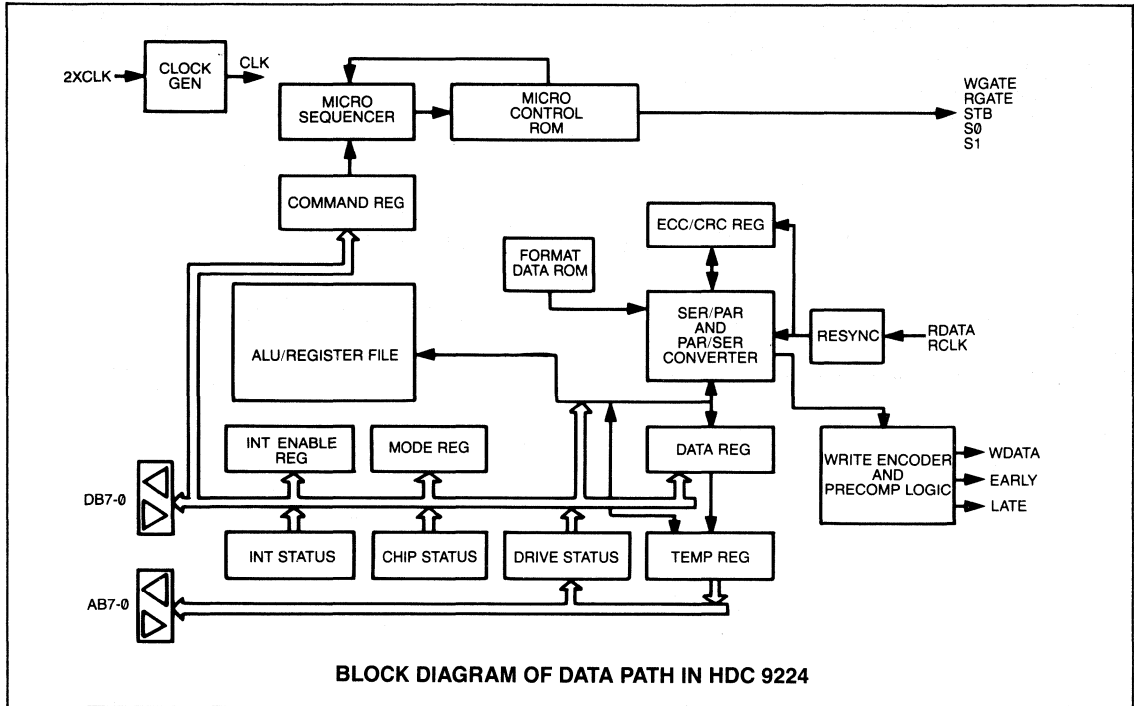 2XCLK
CLOCK
GEN
CLK
MICRO
SEQUENCER
MICRO
CONTROL
ROM
WGATE
RGATE
STB
S0
S1
COMMAND REG
ECC/CRC REG
FORMAT
DATA ROM
SER/PAR
AND
PAR/SER
CONVERTER
RESYNC
RDATA
RCLK
ALU/REGISTER FILE
INT ENABLE
REG
MODE REG
DATA REG
WRITE ENCODER
AND
PRECOMP LOGIC
WDATA
EARLY
LATE
DB7-0
INT STATUS
CHIP STATUS
DRIVE STATUS
TEMP REG
AB7-0
BLOCK DIAGRAM OF DATA PATH IN HDC 9224